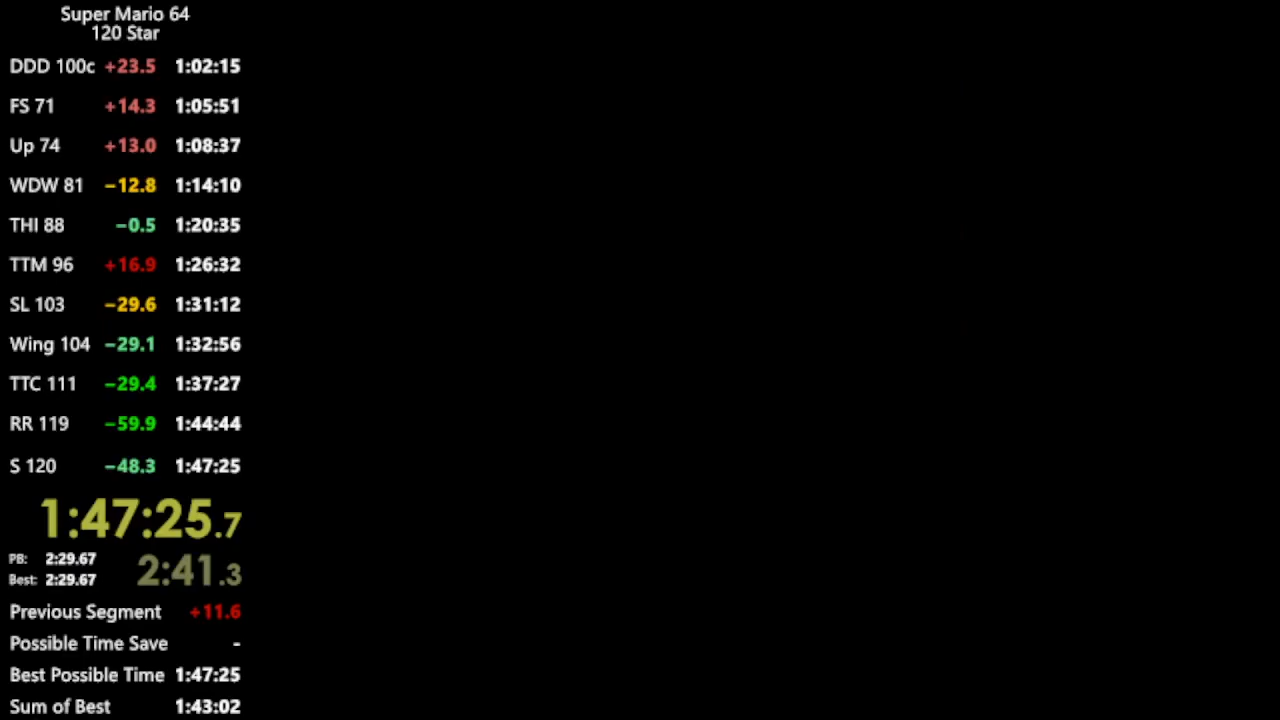 Super Mario 64
120 Star
DDD 100c +23.5 1:02:15
FS 71 +14.3 1:05:51
Up 74 +13.0 1:08:37
WDW 81 −12.8 1:14:10
THI 88 −0.5 1:20:35
TTM 96 +16.9 1:26:32
SL 103 −29.6 1:31:12
Wing 104 −29.1 1:32:56
TTC 111 −29.4 1:37:27
RR 119 −59.9 1:44:44
S 120 −48.3 1:47:25
1:47:25.7
PB: 2:29.67 2:41.3
Best: 2:29.67
Previous Segment +11.6
Possible Time Save -
Best Possible Time 1:47:25
Sum of Best 1:43:02